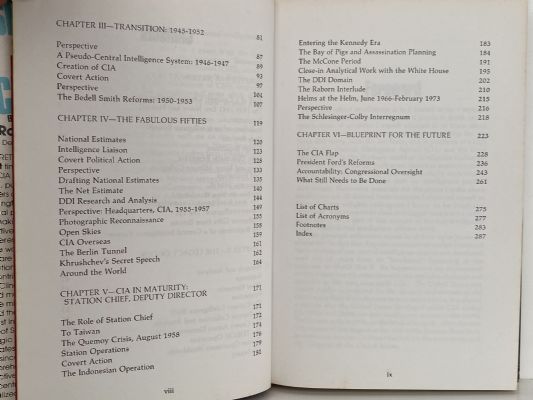 CHAPTER III—TRANSITION: 1945-1952 81
Perspective 87
A Pseudo-Central Intelligence System: 1946-1947 89
Creation of CIA 93
Covert Action 97
Perspective 104
The Bedell Smith Reforms: 1950-1953 107
CHAPTER IV—THE FABULOUS FIFTIES 119
National Estimates 120
Intelligence Liaison 123
Covert Political Action 128
Perspective 133
Drafting National Estimates 135
The Net Estimate 140
DDI Research and Analysis 144
Perspective: Headquarters, CIA, 1955-1957 149
Photographic Reconnaissance 155
Open Skies 158
CIA Overseas 159
The Berlin Tunnel 161
Khrushchev's Secret Speech 162
Around the World 164
CHAPTER V—CIA IN MATURITY:
STATION CHIEF, DEPUTY DIRECTOR 171
The Role of Station Chief 171
To Taiwan 172
The Quemoy Crisis, August 1958 174
Station Operations 176
Covert Action 179
The Indonesian Operation 181
viii
Entering the Kennedy Era 183
The Bay of Pigs and Assassination Planning 184
The McCone Period 191
Close-in Analytical Work with the White House 195
The DDI Domain 202
The Raborn Interlude 210
Helms at the Helm, June 1966-February 1973 215
Perspective 216
The Schlesinger-Colby Interregnum 218
CHAPTER VI—BLUEPRINT FOR THE FUTURE 223
The CIA Flap 228
President Ford's Reforms 236
Accountability: Congressional Oversight 243
What Still Needs to Be Done 261
List of Charts 275
List of Acronyms 277
Footnotes 283
Index 287
ix